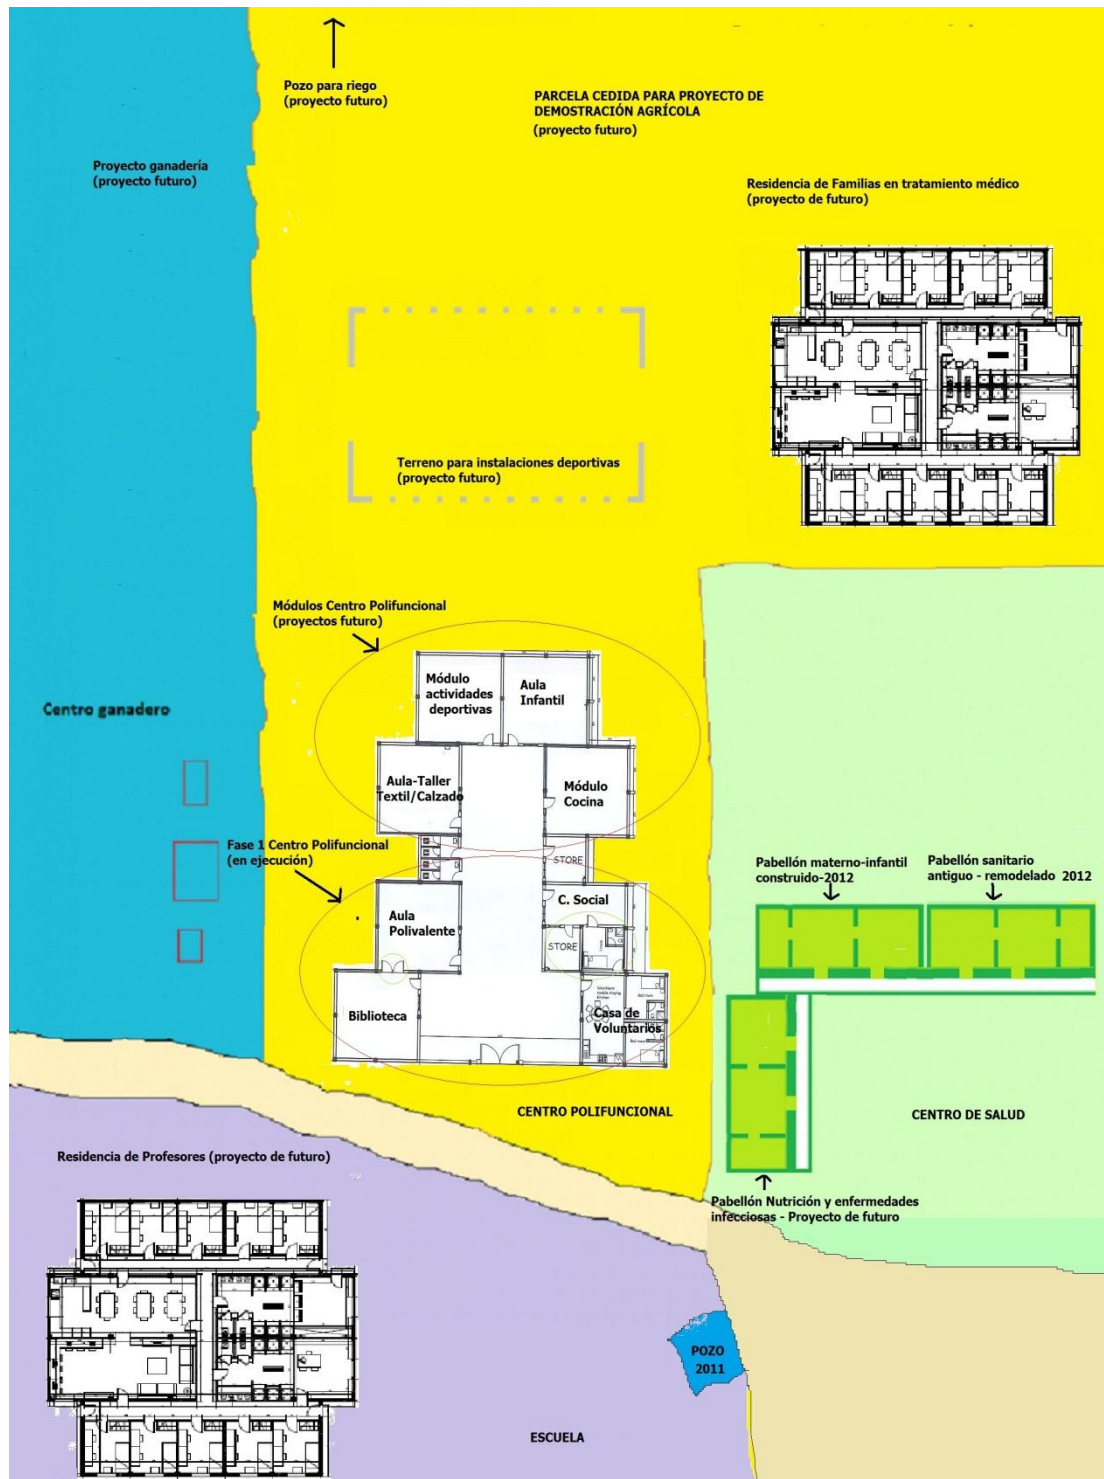 Pozo para riego
(proyecto futuro)
PARCELA CEDIDA PARA PROYECTO DE
DEMOSTRACIÓN AGRÍCOLA
(proyecto futuro)
Proyecto ganadería
(proyecto futuro)
Residencia de Familias en tratamiento médico
(proyecto de futuro)
Terreno para instalaciones deportivas
(proyecto futuro)
Módulos Centro Polifuncional
(proyectos futuro)
Módulo
actividades
deportivas
Aula
Infantil
Centro ganadero
Aula-Taller
Textil/Calzado
Módulo
Cocina
Fase 1 Centro Polifuncional
(en ejecución)
STORE
Pabellón materno-infantil
construido-2012
Pabellón sanitario
antiguo - remodelado 2012
C. Social
Aula
Polivalente
STORE
Biblioteca
Casa de
Voluntarios
CENTRO POLIFUNCIONAL
CENTRO DE SALUD
Residencia de Profesores (proyecto de futuro)
Pabellón Nutrición y enfermedades
infecciosas - Proyecto de futuro
POZO
2011
ESCUELA